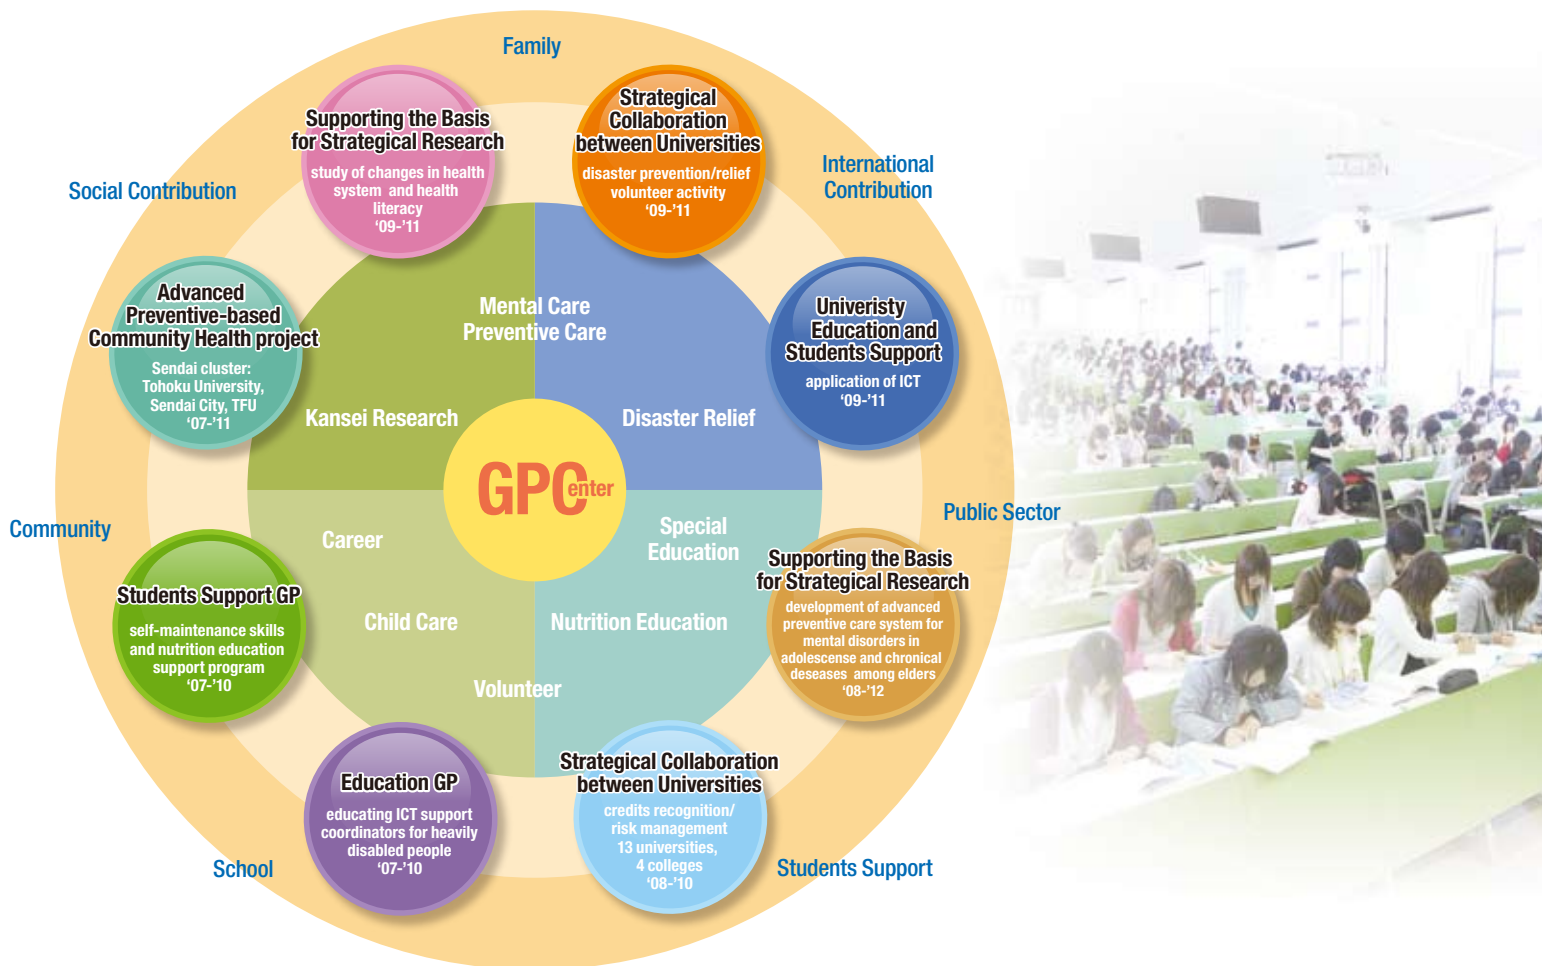 Family
Supporting the Basis
for Strategical Research
study of changes in health
system and health
literacy
‘09-’11
Strategical
Collaboration
between Universities
disaster prevention/relief
volunteer activity
‘09-’11
International
Contribution
Social Contribution
Advanced
Preventive-based
Community Health project
Sendai cluster:
Tohoku University,
Sendai City, TFU
‘07-’11
Mental Care
Preventive Care
Univeristy
Education and
Students Support
application of ICT
‘09-’11
Kansei Research
Disaster Relief
GPCenter
Community
Public Sector
Career
Special
Education
Students Support GP
self-maintenance skills
and nutrition education
support program
‘07-’10
Child Care
Nutrition Education
Supporting the Basis
for Strategical Research
development of advanced
preventive care system for
mental disorders in
adolescense and chronical
deseases among elders
‘08-’12
Volunteer
Education GP
educating ICT support
coordinators for heavily
disabled people
‘07-’10
Strategical Collaboration
between Universities
credits recognition/
risk management
13 universities,
4 colleges
‘08-’10
School
Students Support